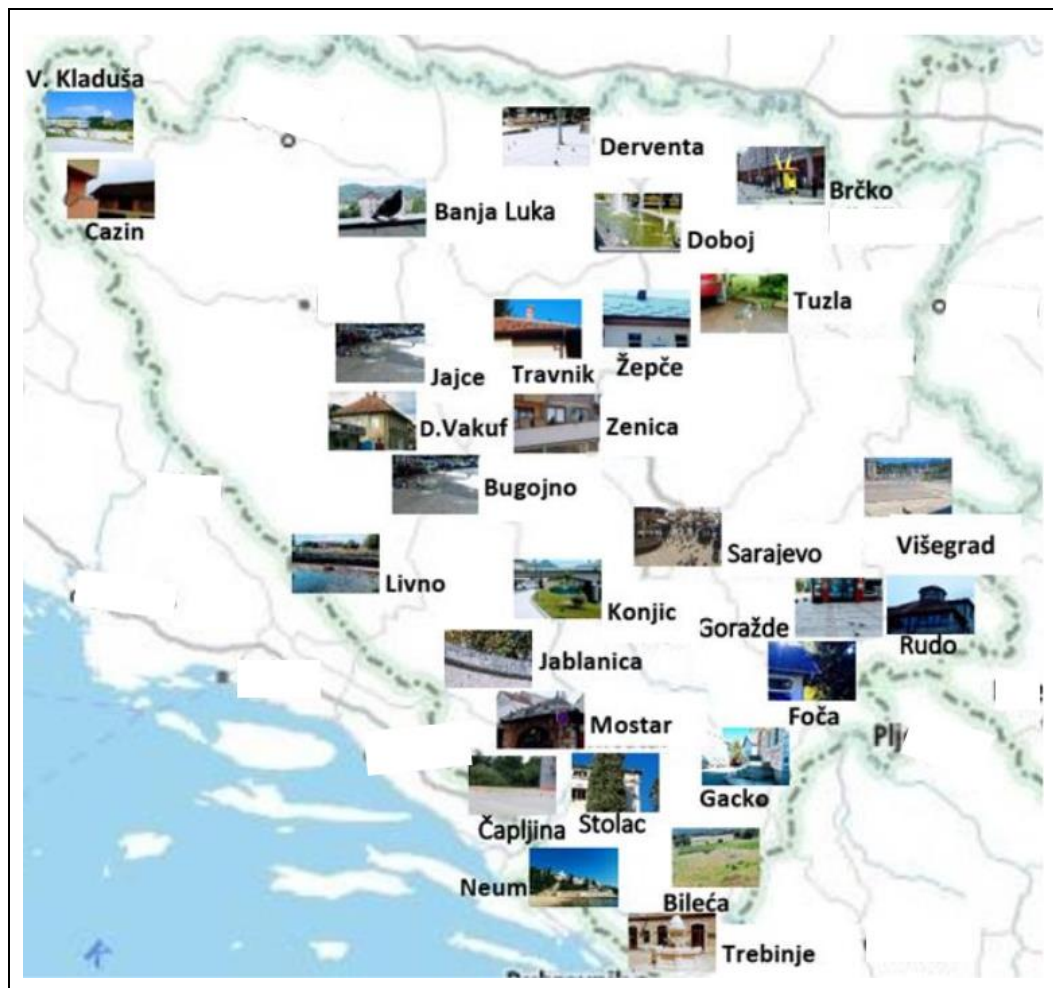 V. Kladuša
Derventa
Brčko
Cazin
Banja Luka
Doboj
Tuzla
Jajce
Travnik
Žepče
D.Vakuf
Zenica
Bugojno
Višegrad
Sarajevo
Livno
Konjic
Goražde
Rudo
Jablanica
Foča
Mostar
Gacko
Čapljina
Stolac
Neum
Bileća
Trebinje